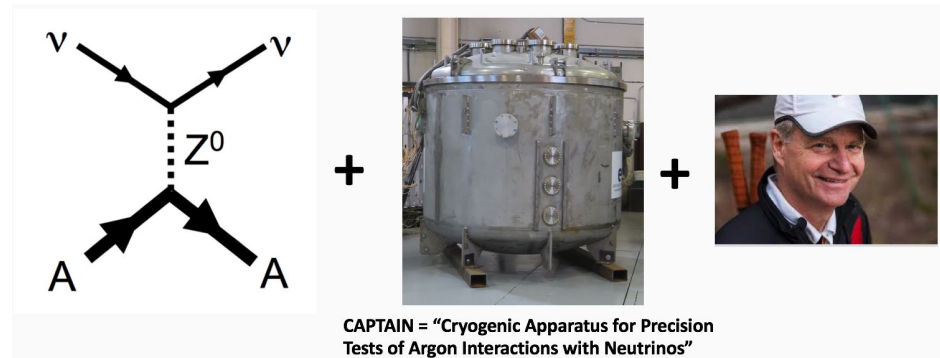 ν ν
Z⁰
A A
+ +
CAPTAIN = “Cryogenic Apparatus for Precision
Tests of Argon Interactions with Neutrinos”